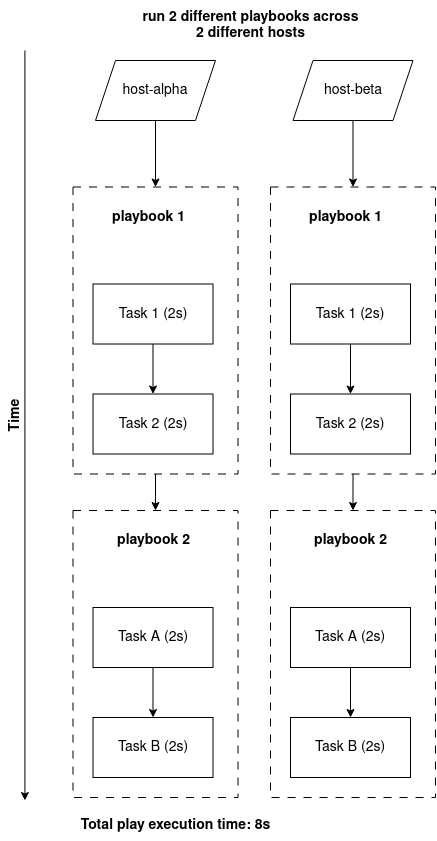 run 2 different playbooks across
2 different hosts
host-alpha
host-beta
playbook 1
playbook 1
Task 1 (2s)
Task 1 (2s)
Time
Task 2 (2s)
Task 2 (2s)
playbook 2
playbook 2
Task A (2s)
Task A (2s)
Task B (2s)
Task B (2s)
Total play execution time: 8s